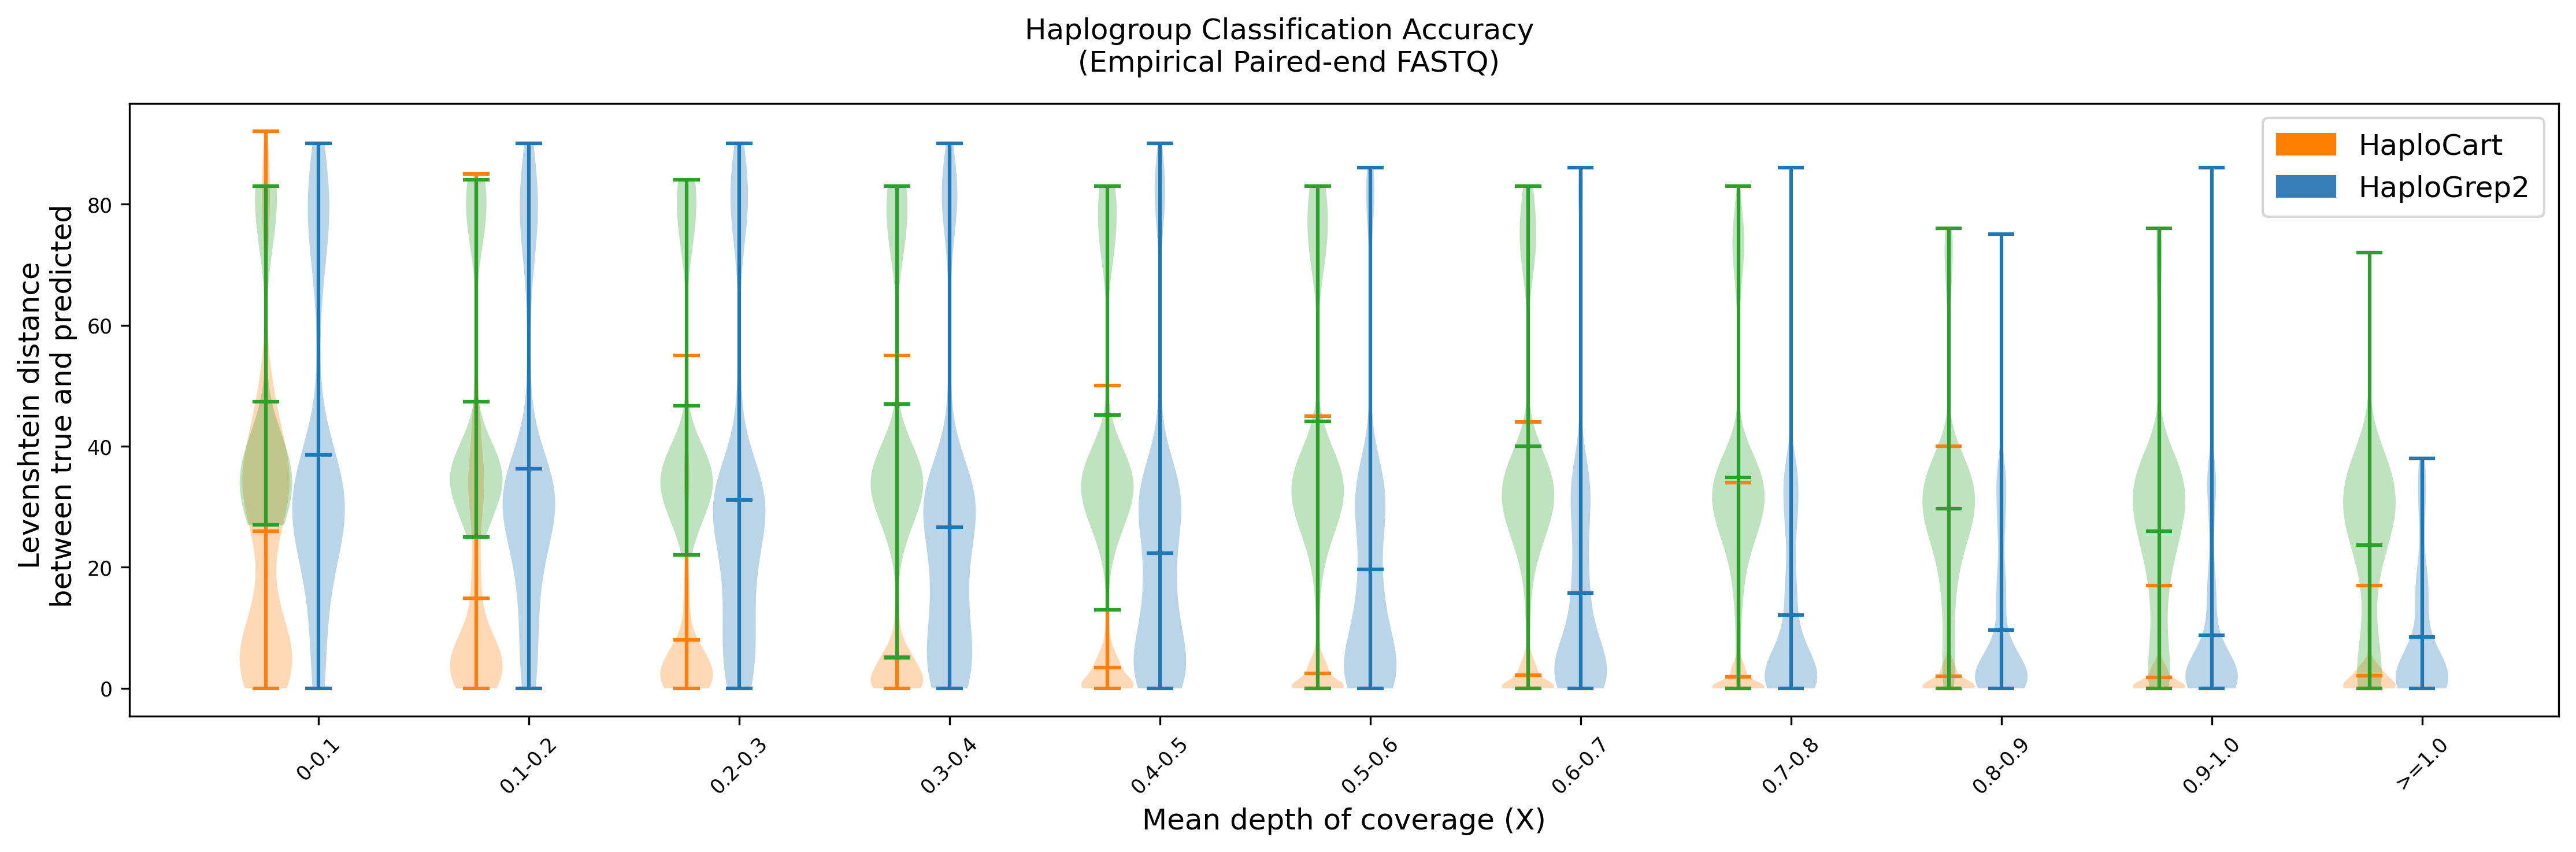 Haplogroup Classification Accuracy
(Empirical Paired-end FASTQ)
HaploCart
HaploGrep2
Levenshtein distance
between true and predicted
80
60
40
20
0
0-0.1
0.1-0.2
0.2-0.3
0.3-0.4
0.4-0.5
0.5-0.6
0.6-0.7
0.7-0.8
0.8-0.9
0.9-1.0
>=1.0
Mean depth of coverage (X)